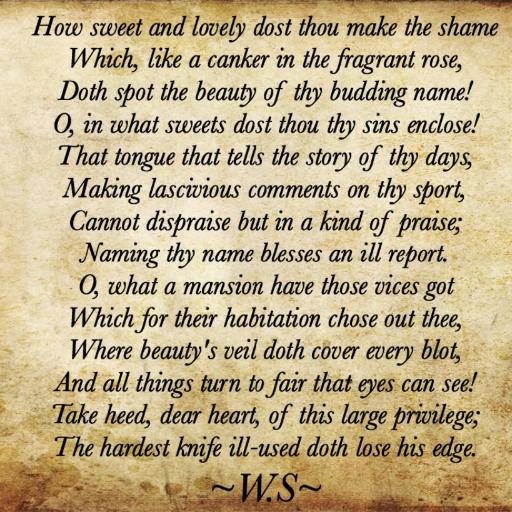 How sweet and lovely dost thou make the shame
Which, like a canker in the fragrant rose,
Doth spot the beauty of thy budding name!
O, in what sweets dost thou thy sins enclose!
That tongue that tells the story of thy days,
Making lascivious comments on thy sport,
Cannot dispraise but in a kind of praise;
Naming thy name blesses an ill report.
O, what a mansion have those vices got
Which for their habitation chose out thee,
Where beauty's veil doth cover every blot,
And all things turn to fair that eyes can see!
Take heed, dear heart, of this large privilege;
The hardest knife ill-used doth lose his edge.
~W.S~